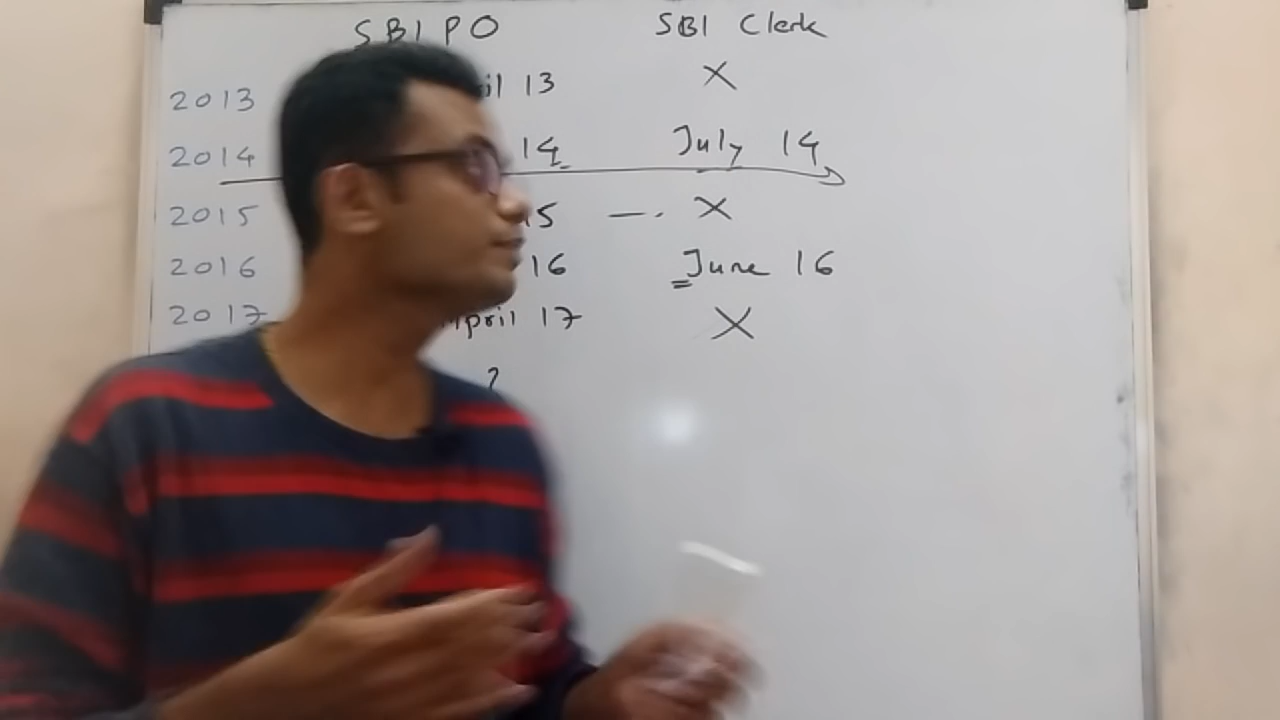 SBI PO SBI Clerk
2013 13 X
2014 14 July 14
2015 15 — . X
2016 16 June 16
2017 April 17 X
?